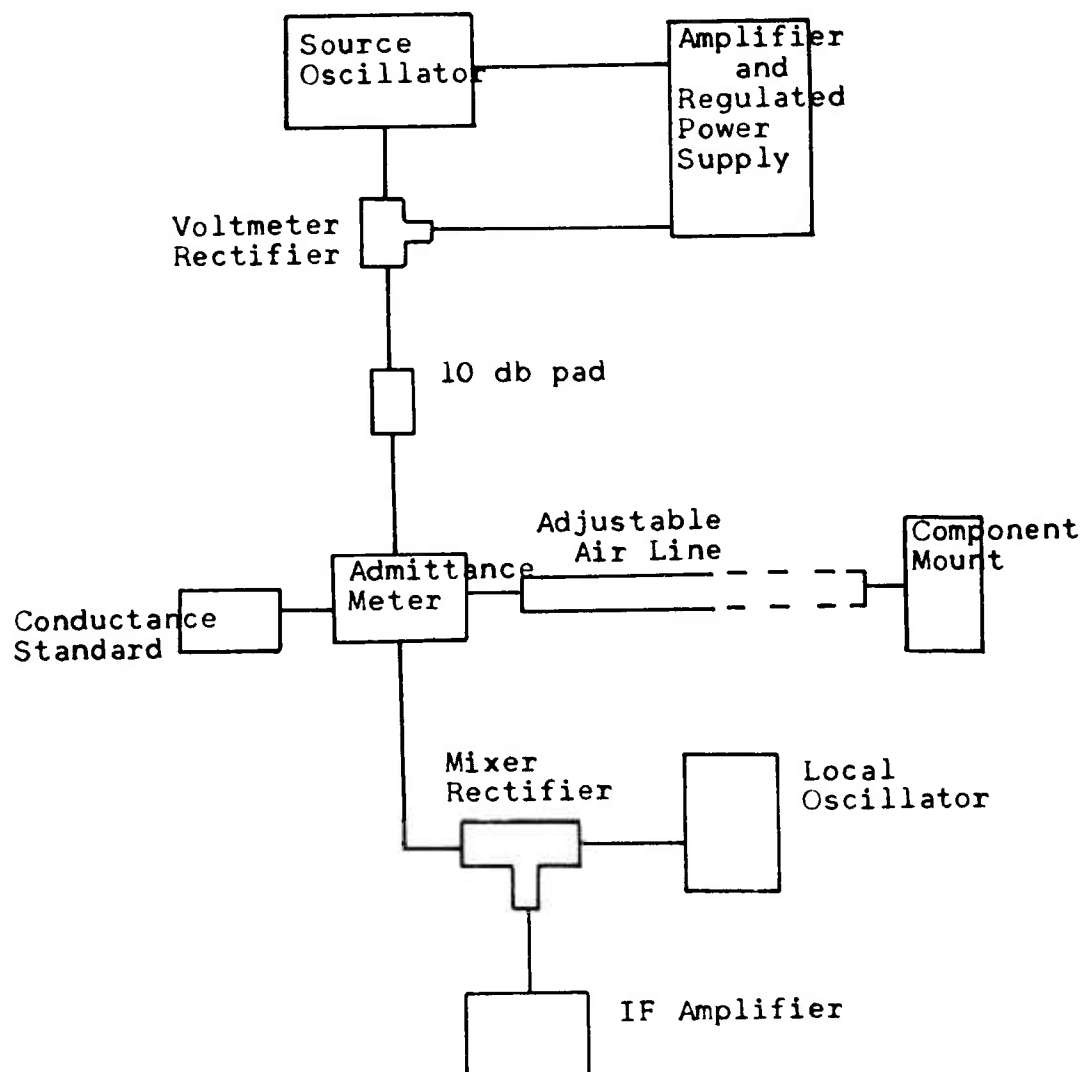 Source
Oscillator
Amplifier
and
Regulated
Power
Supply
Voltmeter
Rectifier
10 db pad
Adjustable
Air Line
Component
Mount
Admittance
Meter
Conductance
Standard
Mixer
Rectifier
Local
Oscillator
IF Amplifier